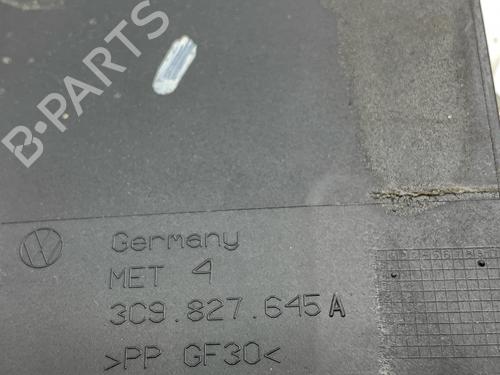 B-PARTS
Germany
MET 4
3C9.827.645A
>PP GF30<